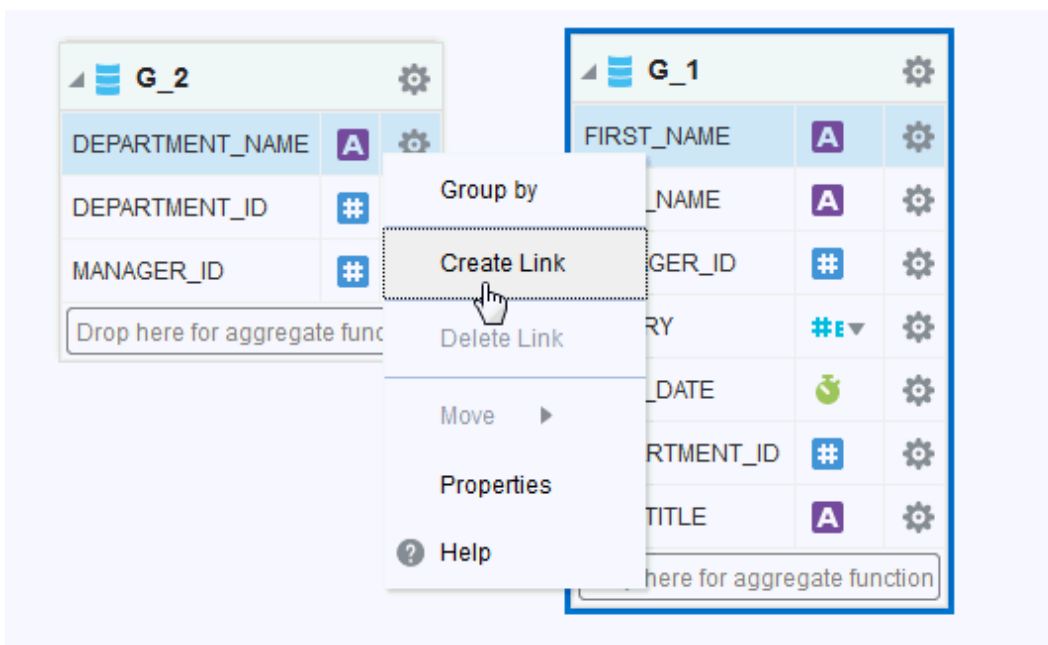 G_2
DEPARTMENT_NAME A
DEPARTMENT_ID #
MANAGER_ID #
Drop here for aggregate func
Group by
Create Link
Delete Link
Move
Properties
? Help
G_1
FIRST_NAME A
_NAME A
GER_ID #
RY #E
_DATE
RTMENT_ID #
TITLE A
here for aggregate function